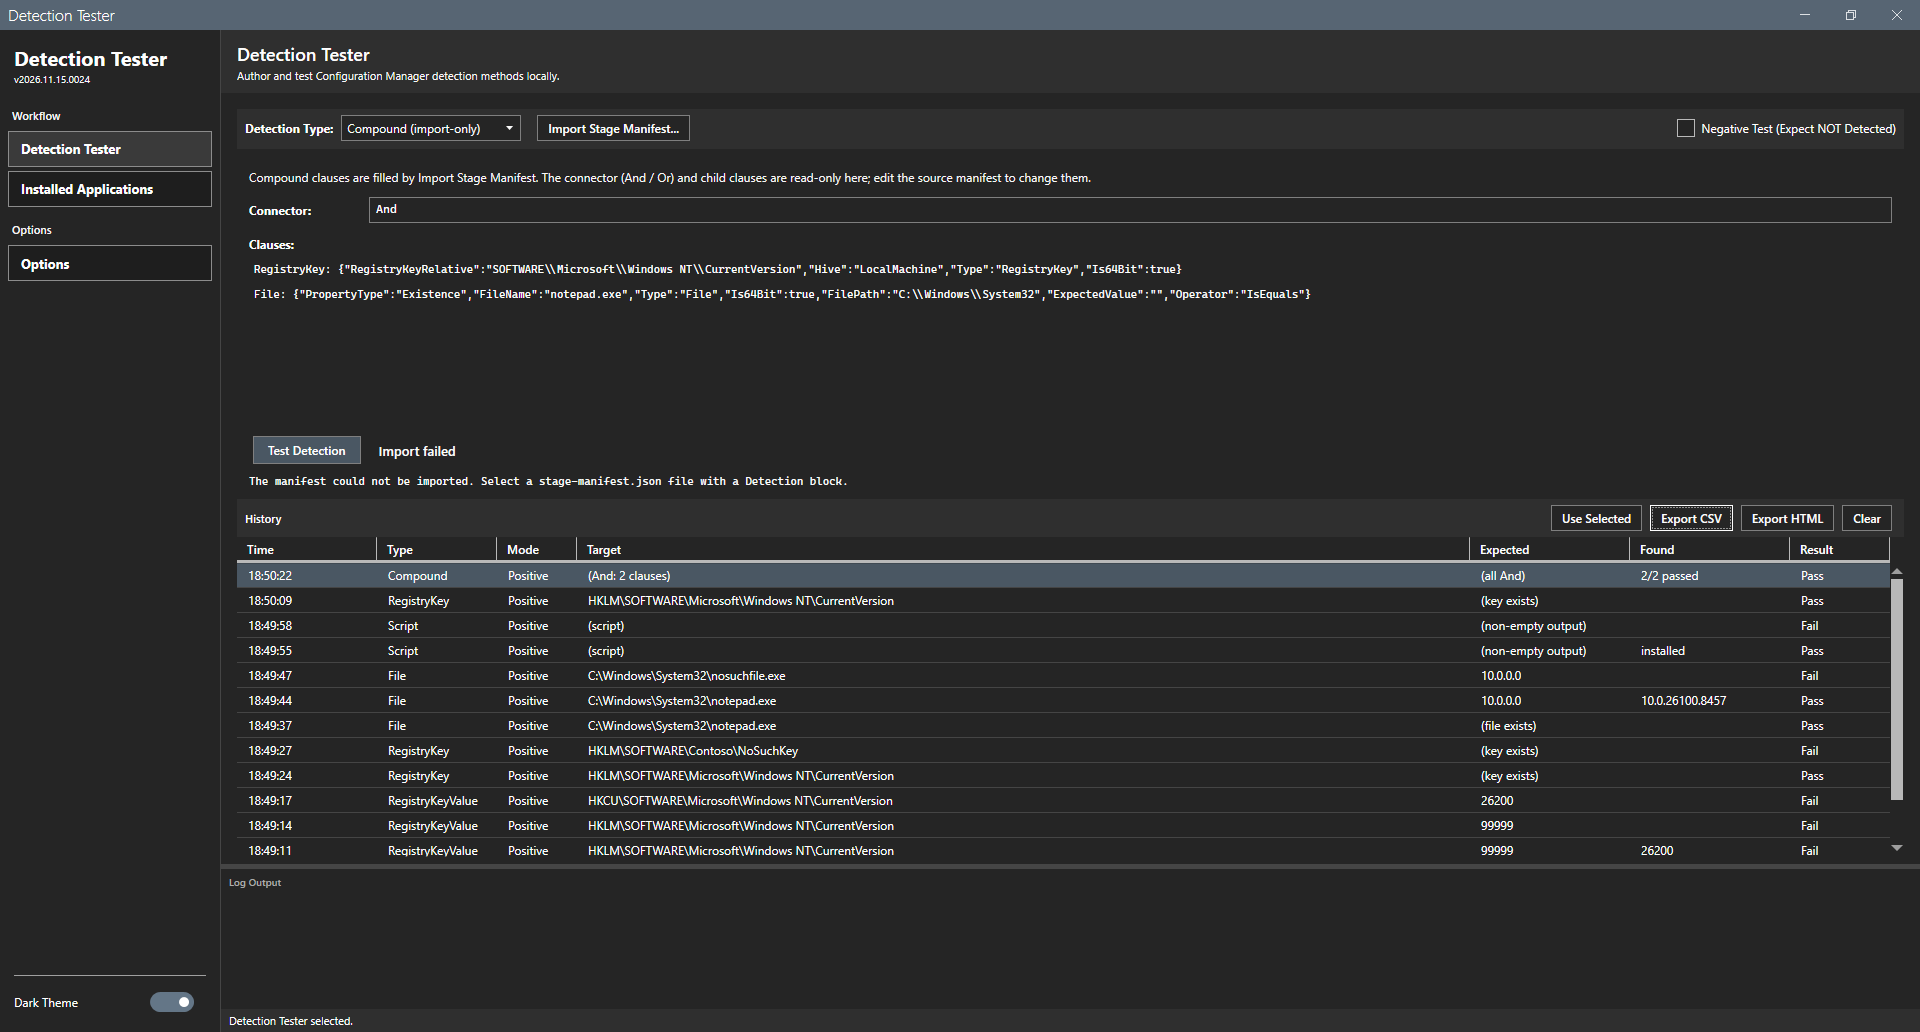 Detection Tester
Detection Tester
v2026.11.15.0024
Workflow
Detection Tester
Installed Applications
Options
Options
Detection Tester
Author and test Configuration Manager detection methods locally.
Detection Type: Compound (import-only) Import Stage Manifest... Negative Test (Expect NOT Detected)
Compound clauses are filled by Import Stage Manifest. The connector (And / Or) and child clauses are read-only here; edit the source manifest to change them.
Connector: And
Clauses:
RegistryKey: {"RegistryKeyRelative":"SOFTWARE\\Microsoft\\Windows NT\\CurrentVersion","Hive":"LocalMachine","Type":"RegistryKey","Is64Bit":true}
File: {"PropertyType":"Existence","FileName":"notepad.exe","Type":"File","Is64Bit":true,"FilePath":"C:\\Windows\\System32","ExpectedValue":"","Operator":"IsEquals"}
Test Detection Import failed
The manifest could not be imported. Select a stage-manifest.json file with a Detection block.
History Use Selected Export CSV Export HTML Clear
Time Type Mode Target Expected Found Result
18:50:22 Compound Positive (And: 2 clauses) (all And) 2/2 passed Pass
18:50:09 RegistryKey Positive HKLM\SOFTWARE\Microsoft\Windows NT\CurrentVersion (key exists) Pass
18:49:58 Script Positive (script) (non-empty output) Fail
18:49:55 Script Positive (script) (non-empty output) installed Pass
18:49:47 File Positive C:\Windows\System32\nosuchfile.exe 10.0.0.0 Fail
18:49:44 File Positive C:\Windows\System32\notepad.exe 10.0.0.0 10.0.26100.8457 Pass
18:49:37 File Positive C:\Windows\System32\notepad.exe (file exists) Pass
18:49:27 RegistryKey Positive HKLM\SOFTWARE\Contoso\NoSuchKey (key exists) Fail
18:49:24 RegistryKey Positive HKLM\SOFTWARE\Microsoft\Windows NT\CurrentVersion (key exists) Pass
18:49:17 RegistryKeyValue Positive HKCU\SOFTWARE\Microsoft\Windows NT\CurrentVersion 26200 Fail
18:49:14 RegistryKeyValue Positive HKLM\SOFTWARE\Microsoft\Windows NT\CurrentVersion 99999 Fail
18:49:11 RegistryKeyValue Positive HKLM\SOFTWARE\Microsoft\Windows NT\CurrentVersion 99999 26200 Fail
Log Output
Dark Theme
Detection Tester selected.